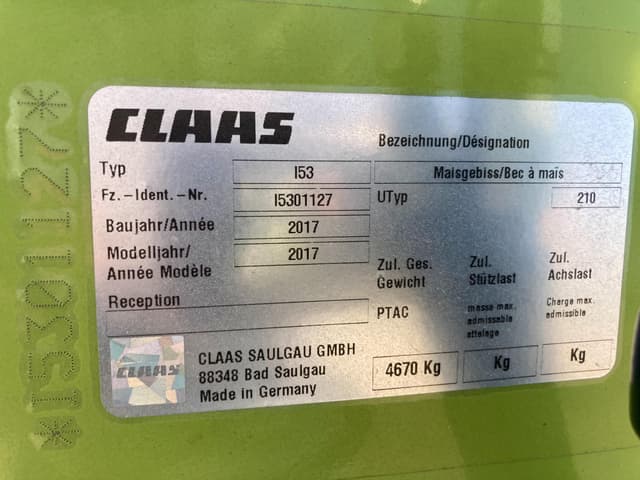 *I5301127*
CLAAS
Bezeichnung/Désignation
Typ I53 Maisgebiss/Bec à maïs
Fz.-Ident.-Nr. I5301127 UTyp 210
Baujahr/Année 2017
Modelljahr/
Année Modèle 2017
Zul. Ges.
Gewicht
Zul.
Stützlast
Zul.
Achslast
Reception
PTAC
masse max.
admissable
attelage
Charge max.
admissible
4670 Kg Kg Kg
CLAAS
CLAAS SAULGAU GMBH
88348 Bad Saulgau
Made in Germany